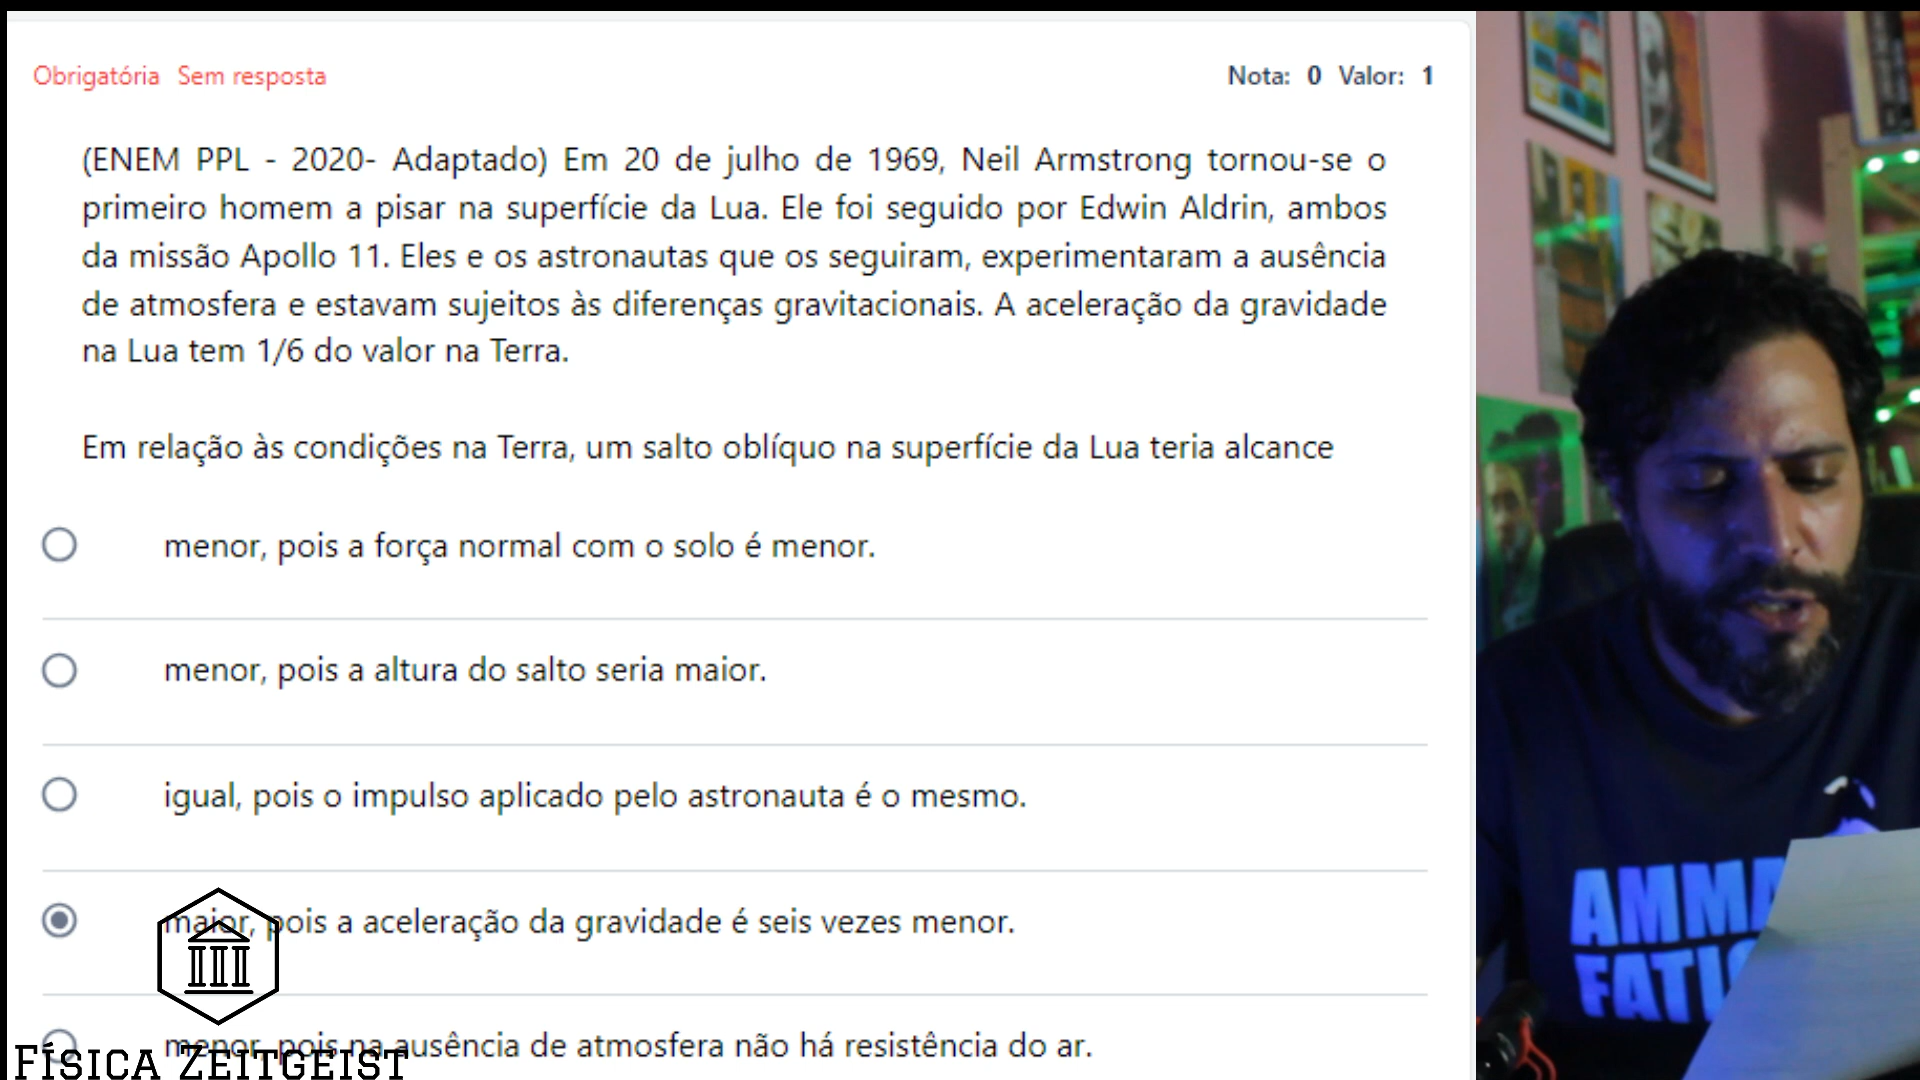 Obrigatória Sem resposta
Nota: 0 Valor: 1
(ENEM PPL - 2020- Adaptado) Em 20 de julho de 1969, Neil Armstrong tornou-se o
primeiro homem a pisar na superfície da Lua. Ele foi seguido por Edwin Aldrin, ambos
da missão Apollo 11. Eles e os astronautas que os seguiram, experimentaram a ausência
de atmosfera e estavam sujeitos às diferenças gravitacionais. A aceleração da gravidade
na Lua tem 1/6 do valor na Terra.
Em relação às condições na Terra, um salto oblíquo na superfície da Lua teria alcance
menor, pois a força normal com o solo é menor.
menor, pois a altura do salto seria maior.
igual, pois o impulso aplicado pelo astronauta é o mesmo.
maior, pois a aceleração da gravidade é seis vezes menor.
menor, pois na ausência de atmosfera não há resistência do ar.
FÍSICA ZEITGEIST